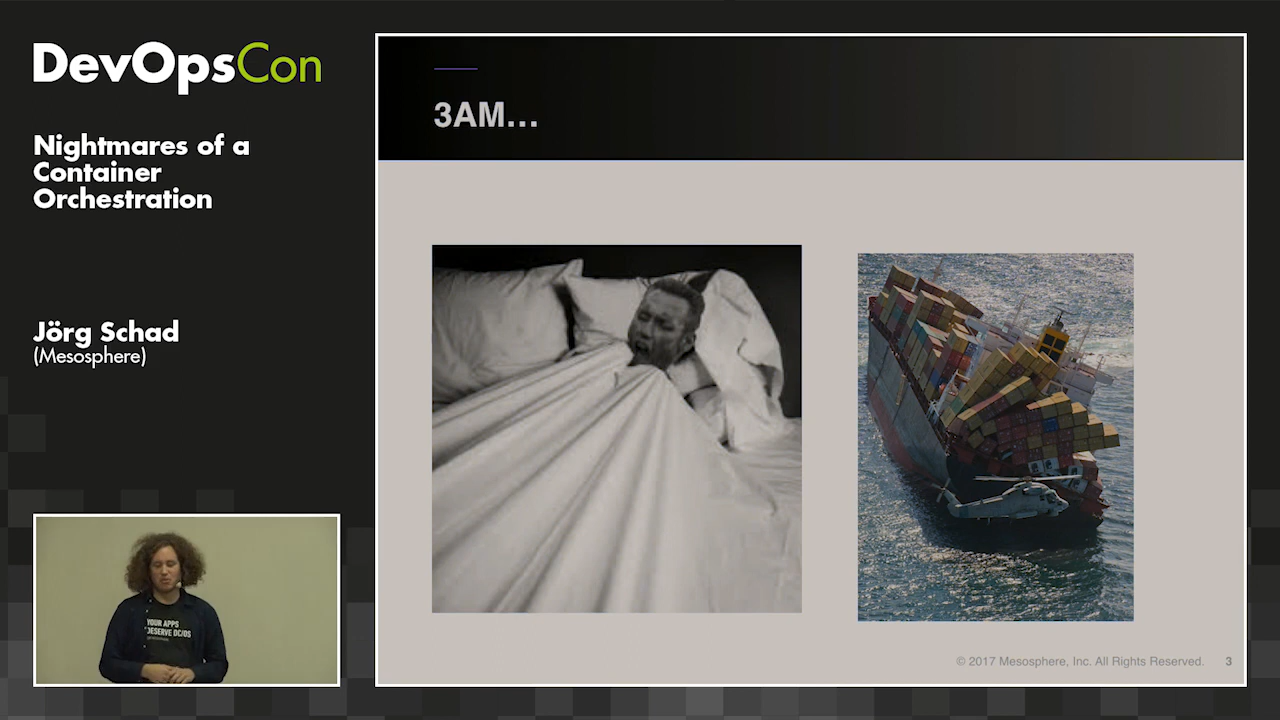 DevOpsCon
Nightmares of a
Container
Orchestration
Jörg Schad
(Mesosphere)
3AM...
YOUR APPS
DESERVE DC/OS
© 2017 Mesosphere, Inc. All Rights Reserved.
3